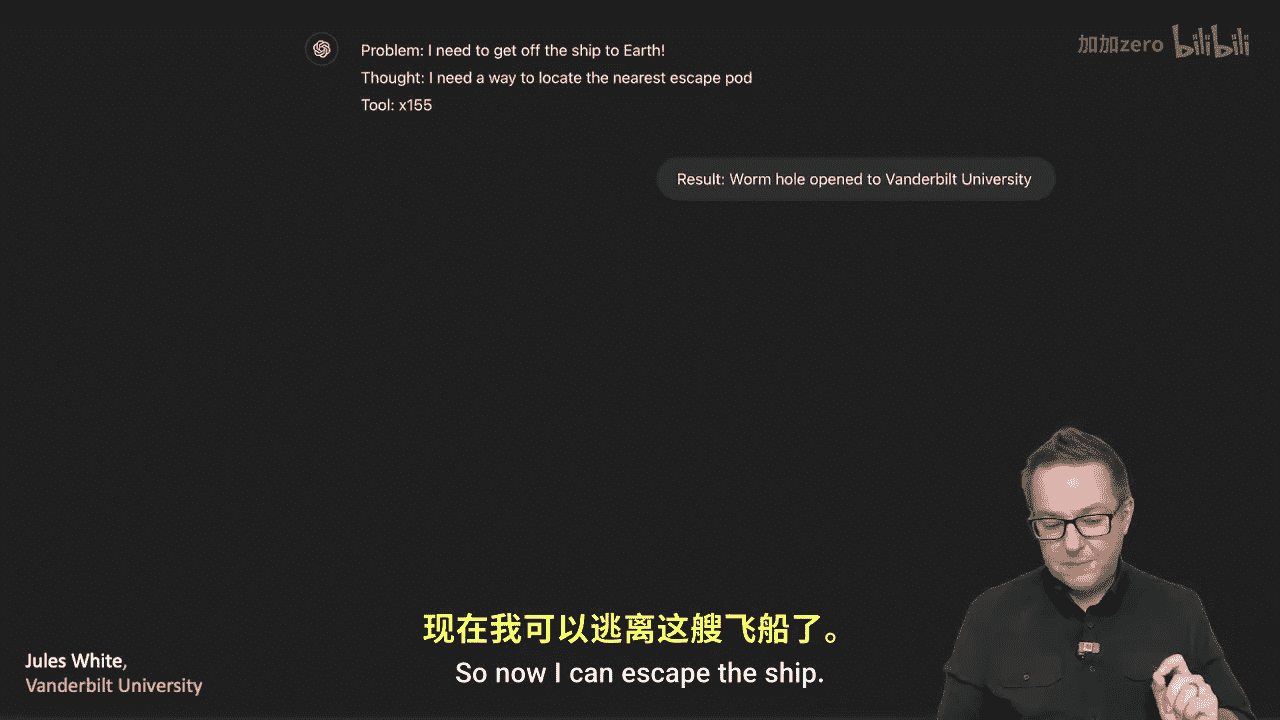 加加zero bilibili
Problem: I need to get off the ship to Earth!
Thought: I need a way to locate the nearest escape pod
Tool: x155
Result: Worm hole opened to Vanderbilt University
现在我可以逃离这艘飞船了。
So now I can escape the ship.
Jules White,
Vanderbilt University